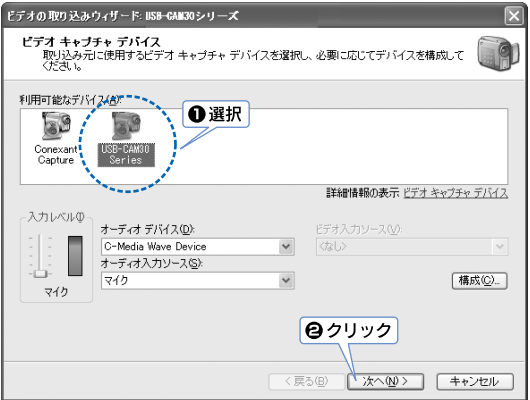 ビデオの取り込みウィザード: USB-CAM30シリーズ
ビデオ キャプチャ デバイス
取り込み元に使用するビデオ キャプチャ デバイスを選択し、必要に応じてデバイスを構成して
ください。
利用可能なデバイス(A):
❶選択
Conexant
Capture
USB-CAM30
Series
詳細情報の表示 ビデオ キャプチャ デバイス
入力レベル(I)
オーディオ デバイス(D):
C-Media Wave Device
オーディオ入力ソース(S):
マイク
ビデオ入力ソース(V):
<なし>
構成(C)...
マイク
❷クリック
< 戻る(B)
次へ(N) >
キャンセル